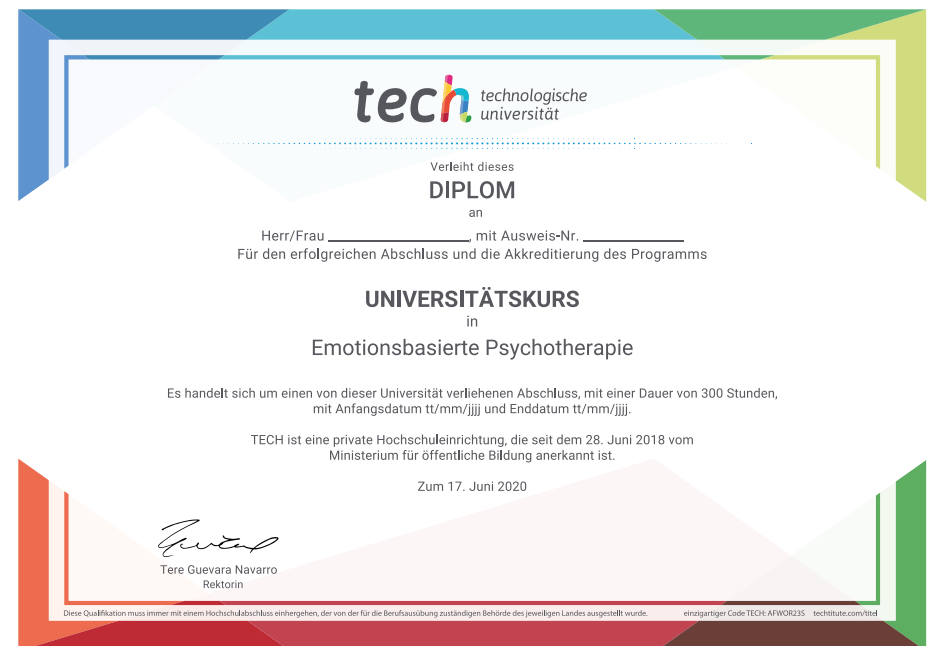 tech technologische
universität
Verleiht dieses
DIPLOM
an
Herr/Frau ____________, mit Ausweis-Nr. ____________
Für den erfolgreichen Abschluss und die Akkreditierung des Programms
UNIVERSITÄTSKURS
in
Emotionsbasierte Psychotherapie
Es handelt sich um einen von dieser Universität verliehenen Abschluss, mit einer Dauer von 300 Stunden,
mit Anfangsdatum tt/mm/jjjj und Enddatum tt/mm/jjjj.
TECH ist eine private Hochschuleinrichtung, die seit dem 28. Juni 2018 vom
Ministerium für öffentliche Bildung anerkannt ist.
Zum 17. Juni 2020
Tere Guevara Navarro
Rektorin
Diese Qualifikation muss immer mit einem Hochschulabschluss einhergehen, der von der für die Berufsausübung zuständigen Behörde des jeweiligen Landes ausgestellt wurde. einzigartiger Code TECH: AFWOR23S techtitute.com/titel